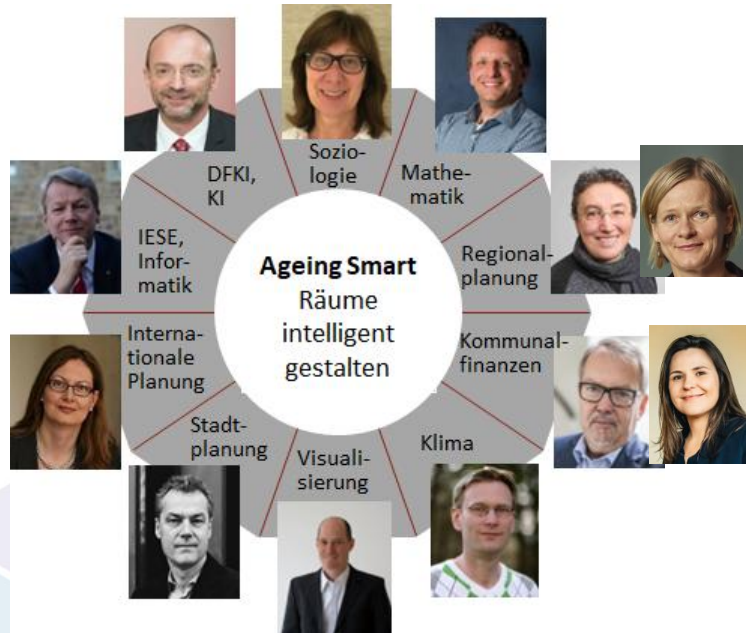 Ageing Smart
Räume
intelligent
gestalten
Sozio-
logie
Mathe-
matik
Regional-
planung
Kommunal-
finanzen
Klima
Visuali-
sierung
Stadt-
planung
Interna-
tionale
Planung
IESE,
Infor-
matik
DFKI,
KI